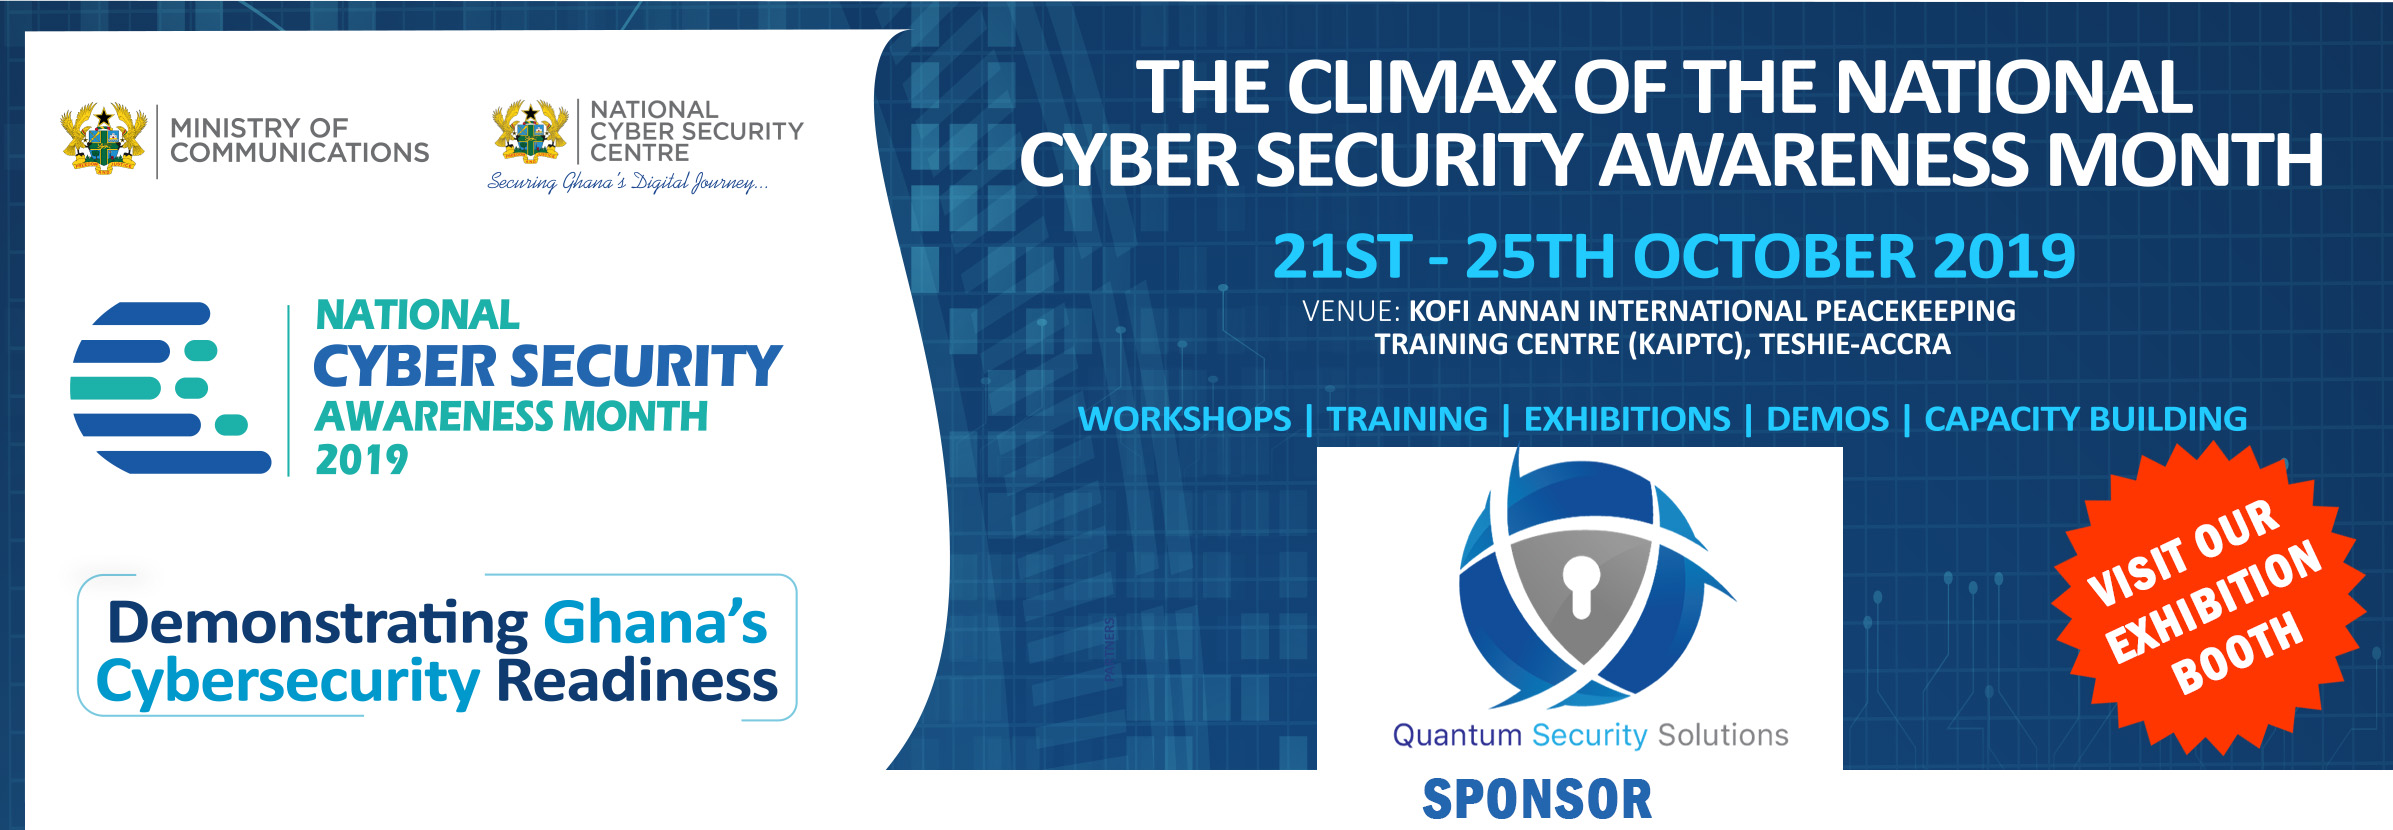 MINISTRY OF
COMMUNICATIONS
NATIONAL
CYBER SECURITY
CENTRE
Securing Ghana's Digital Journey...
NATIONAL
CYBER SECURITY
AWARENESS MONTH
2019
Demonstrating Ghana's
Cybersecurity Readiness
THE CLIMAX OF THE NATIONAL
CYBER SECURITY AWARENESS MONTH
21ST - 25TH OCTOBER 2019
VENUE: KOFI ANNAN INTERNATIONAL PEACEKEEPING
TRAINING CENTRE (KAIPTC), TESHIE-ACCRA
WORKSHOPS | TRAINING | EXHIBITIONS | DEMOS | CAPACITY BUILDING
PARTNERS
Quantum Security Solutions
SPONSOR
VISIT OUR
EXHIBITION
BOOTH